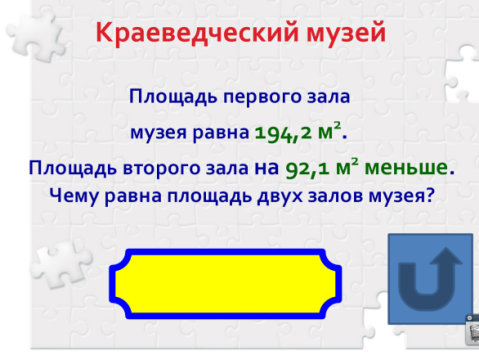 Краеведческий музей
Площадь первого зала
музея равна 194,2 м².
Площадь второго зала на 92,1 м² меньше.
Чему равна площадь двух залов музея?